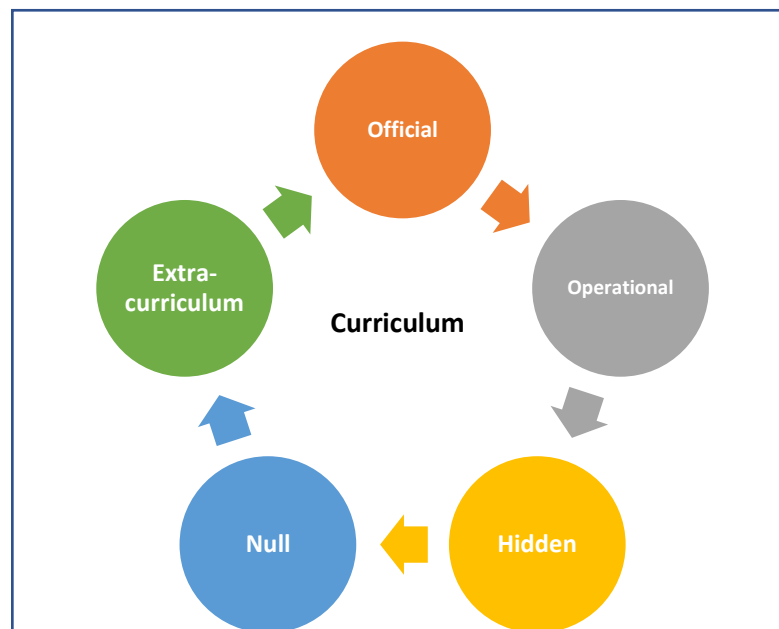 Official
Operational
Extra-
curriculum
Curriculum
Null
Hidden